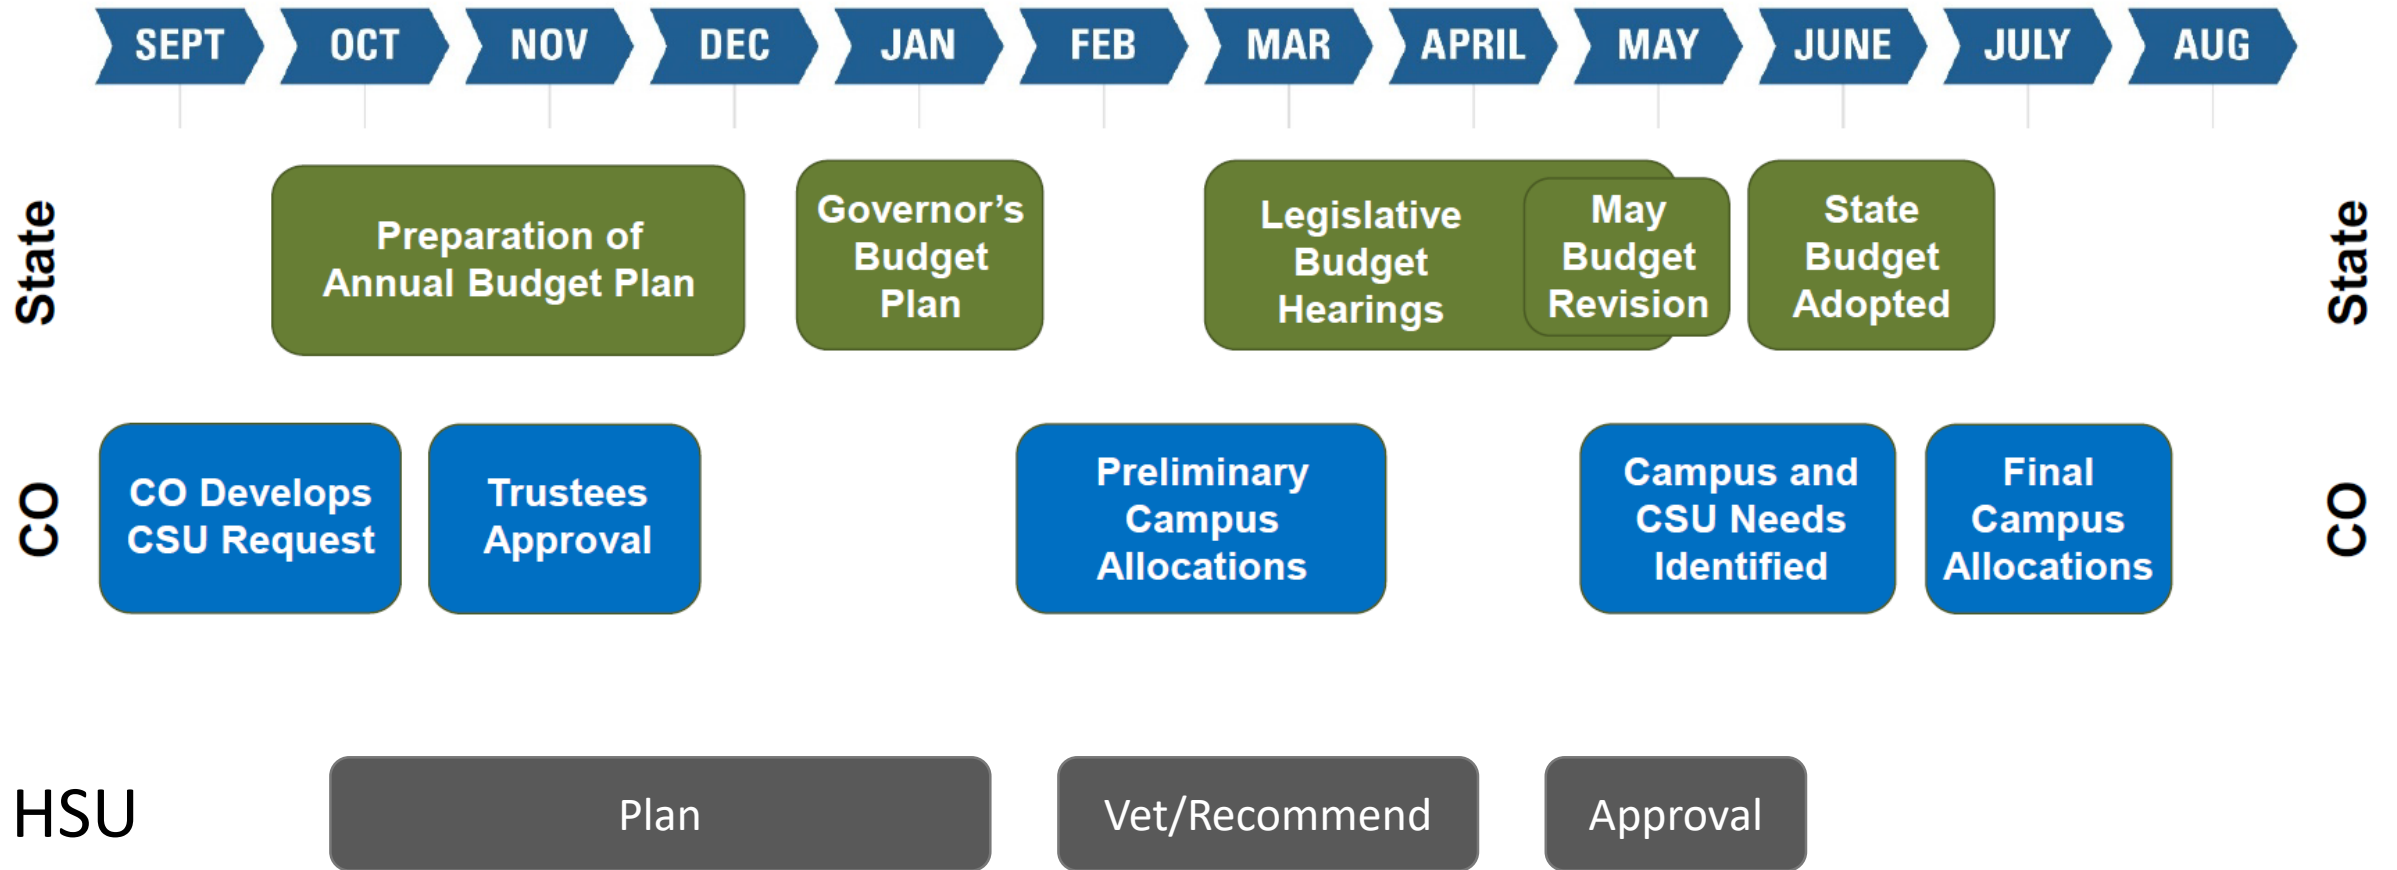 SEPT OCT NOV DEC JAN FEB MAR APRIL MAY JUNE JULY AUG
State
Preparation of
Annual Budget Plan
Governor’s
Budget
Plan
Legislative
Budget
Hearings
May
Budget
Revision
State
Budget
Adopted
State
CO
CO Develops
CSU Request
Trustees
Approval
Preliminary
Campus
Allocations
Campus and
CSU Needs
Identified
Final
Campus
Allocations
CO
HSU
Plan
Vet/Recommend
Approval